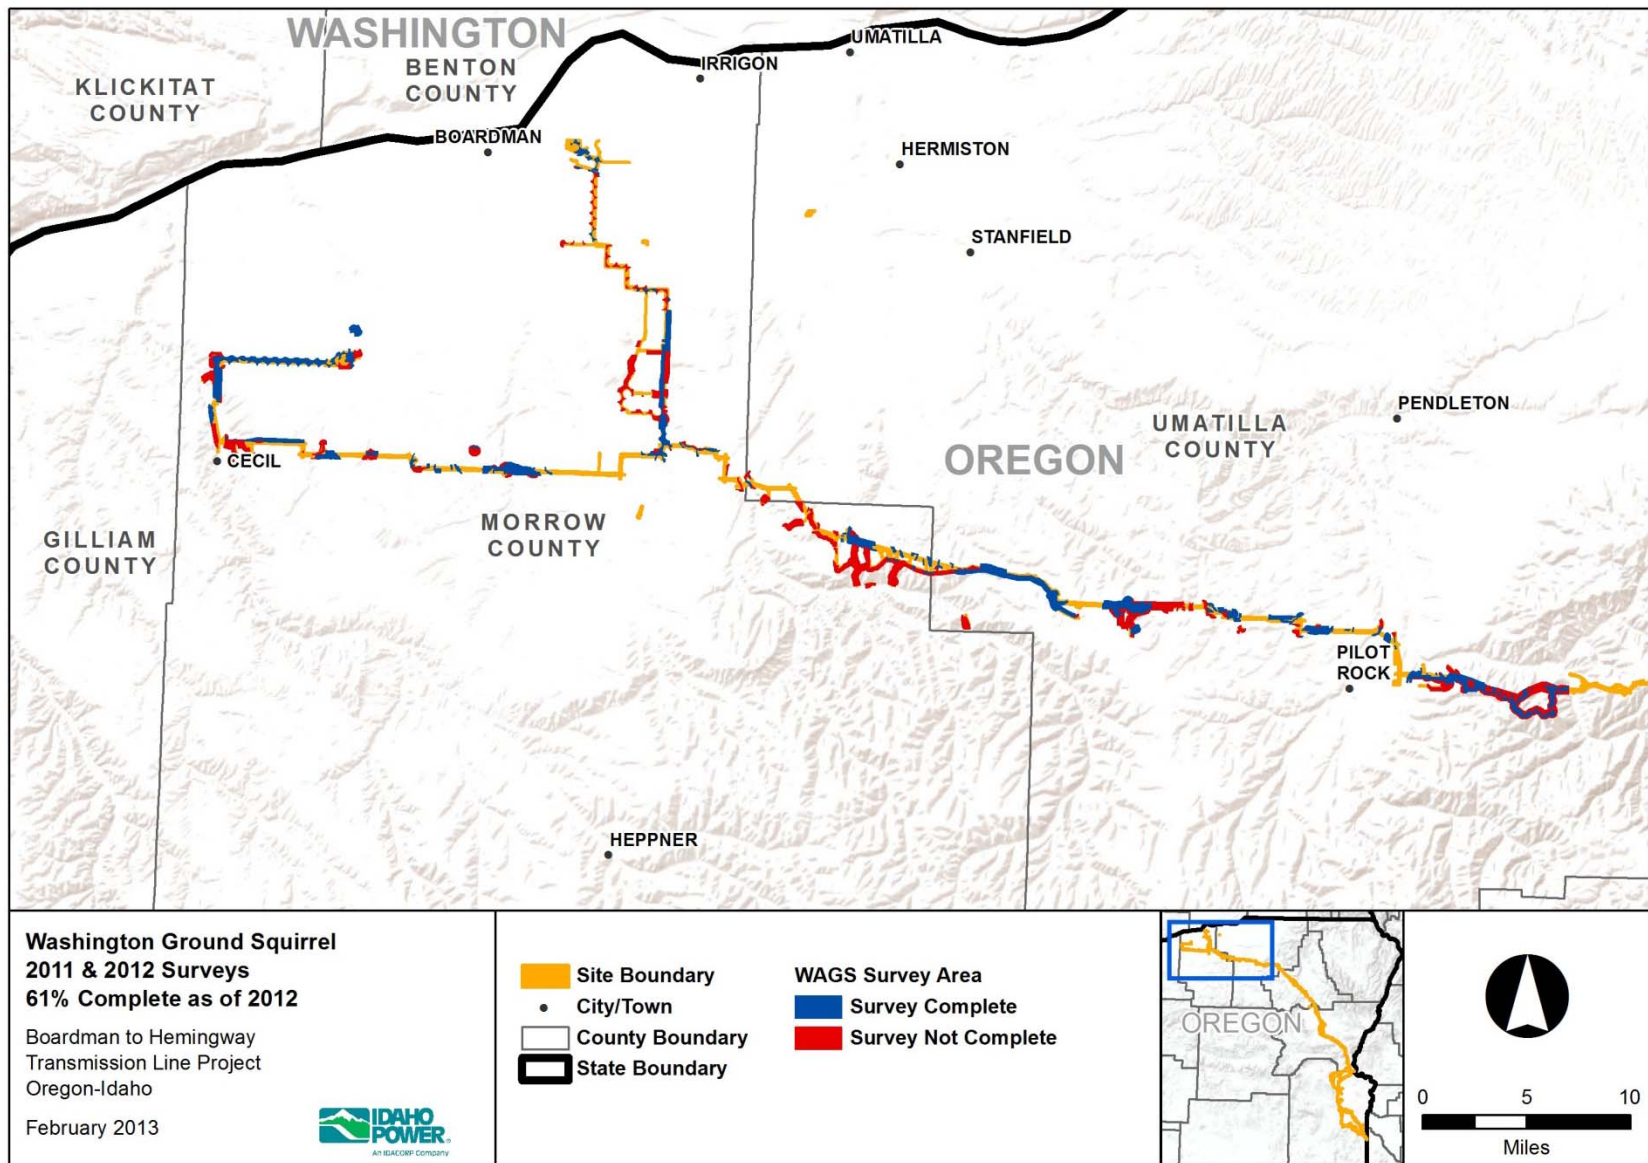 WASHINGTON
UMATILLA
BENTON
COUNTY
IRRIGON
KLICKITAT
COUNTY
BOARDMAN
HERMISTON
STANFIELD
PENDLETON
UMATILLA
COUNTY
OREGON
CECIL
MORROW
COUNTY
GILLIAM
COUNTY
PILOT
ROCK
HEPPNER
Washington Ground Squirrel
2011 & 2012 Surveys
61% Complete as of 2012
Boardman to Hemingway
Transmission Line Project
Oregon-Idaho
February 2013
IDAHO
POWER®
An IDACORP Company
Site Boundary
City/Town
County Boundary
State Boundary
WAGS Survey Area
Survey Complete
Survey Not Complete
OREGON
0 5 10
Miles